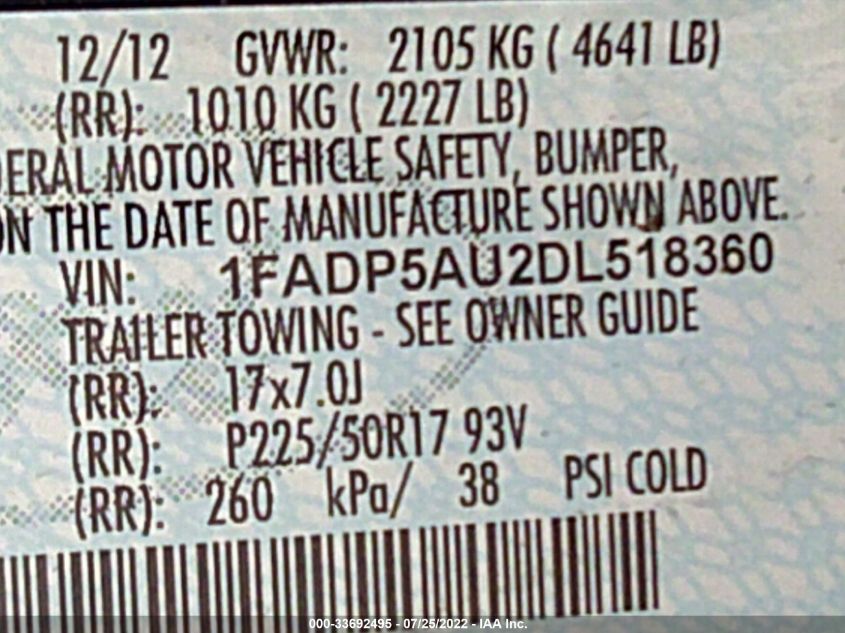 12/12 GVWR: 2105 KG ( 4641 LB)
(RR): 1010 KG ( 2227 LB)
ERAL MOTOR VEHICLE SAFETY, BUMPER,
ON THE DATE OF MANUFACTURE SHOWN ABOVE.
VIN: 1FADP5AU2DL518360
TRAILER TOWING - SEE OWNER GUIDE
(RR): 17x7.0J
(RR): P225/50R17 93V
(RR): 260 kPa/ 38 PSI COLD
000-33692495 - 07/25/2022 - IAA Inc.